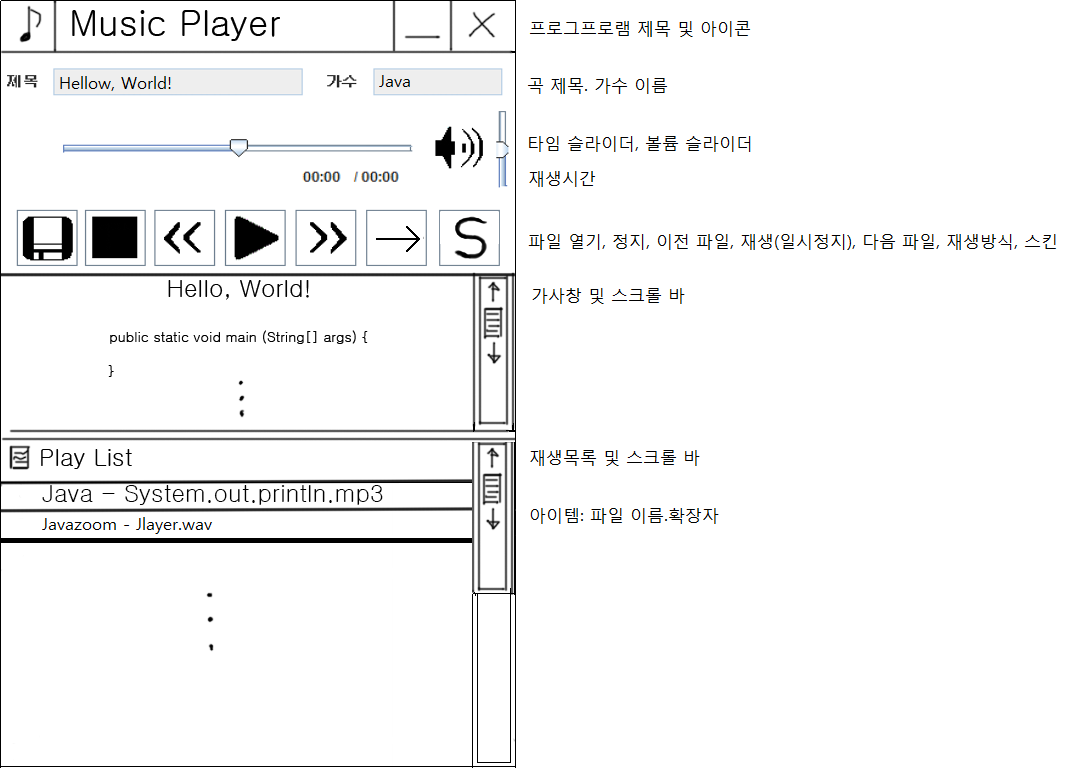 Music Player
프로그프로램 제목 및 아이콘
제목 Hellow, World! 가수 Java
곡 제목. 가수 이름
타임 슬라이더, 볼륨 슬라이더
00:00 / 00:00
재생시간
S
파일 열기, 정지, 이전 파일, 재생(일시정지), 다음 파일, 재생방식, 스킨
Hello, World!
가사창 및 스크롤 바
public static void main (String[] args) {
}
Play List
재생목록 및 스크롤 바
Java - System.out.println.mp3
아이템: 파일 이름.확장자
Javazoom - Jlayer.wav